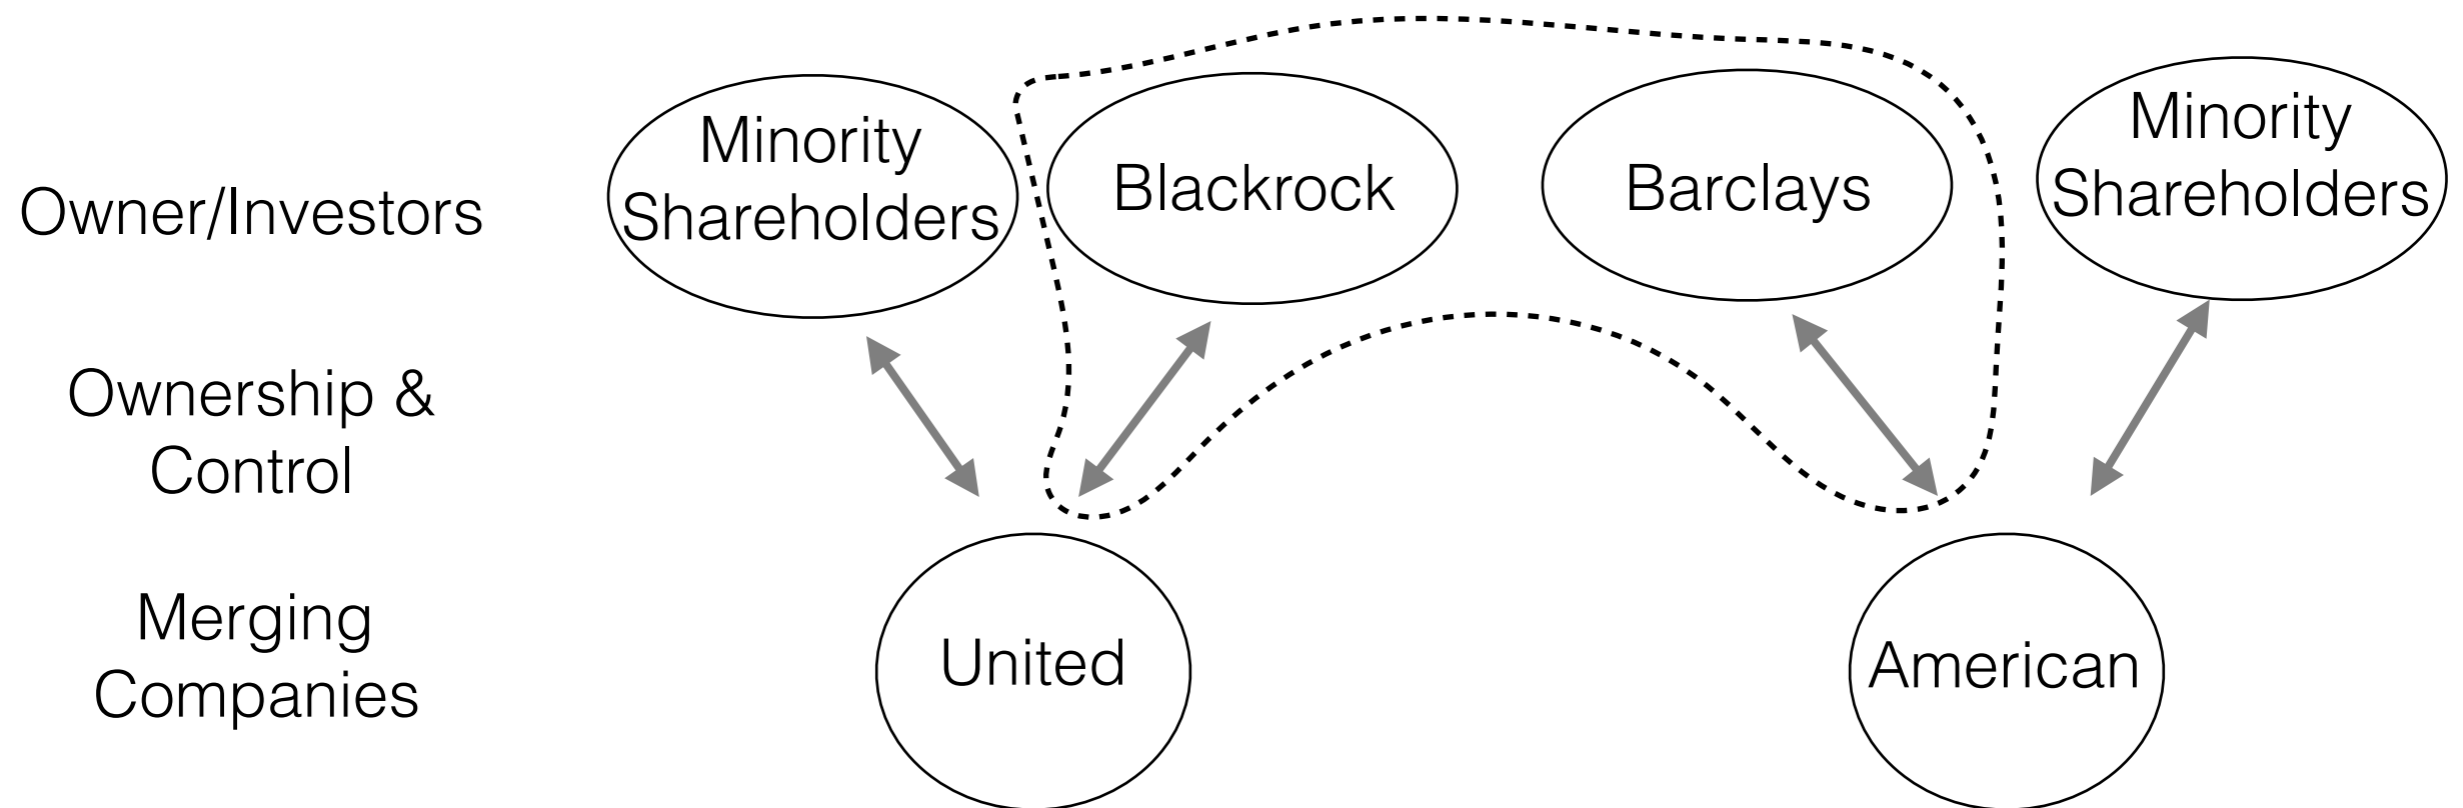 Owner/Investors
Minority
Shareholders
Blackrock
Barclays
Minority
Shareholders
Ownership &
Control
Merging
Companies
United
American